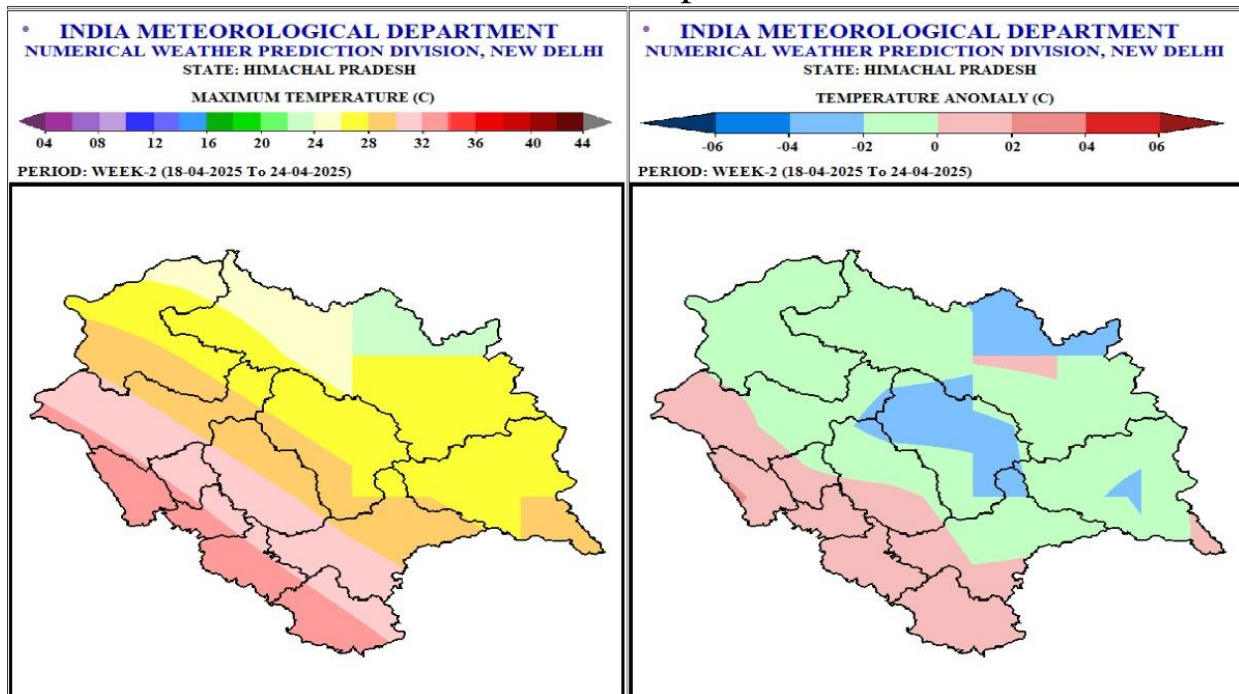 INDIA METEOROLOGICAL DEPARTMENT
NUMERICAL WEATHER PREDICTION DIVISION, NEW DELHI
STATE: HIMACHAL PRADESH
MAXIMUM TEMPERATURE (C)
04 08 12 16 20 24 28 32 36 40 44
PERIOD: WEEK-2 (18-04-2025 To 24-04-2025)
INDIA METEOROLOGICAL DEPARTMENT
NUMERICAL WEATHER PREDICTION DIVISION, NEW DELHI
STATE: HIMACHAL PRADESH
TEMPERATURE ANOMALY (C)
-06 -04 -02 0 02 04 06
PERIOD: WEEK-2 (18-04-2025 To 24-04-2025)